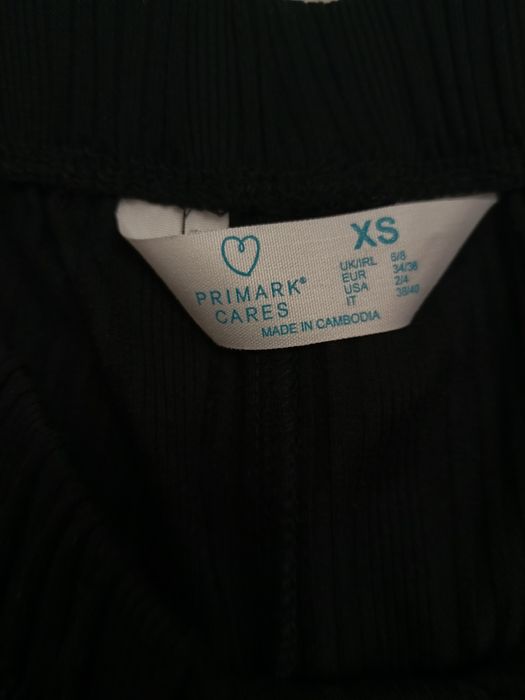 XS
PRIMARK®
CARES
UK/IRL 6/8
EUR 34/36
USA 2/4
IT 38/40
MADE IN CAMBODIA